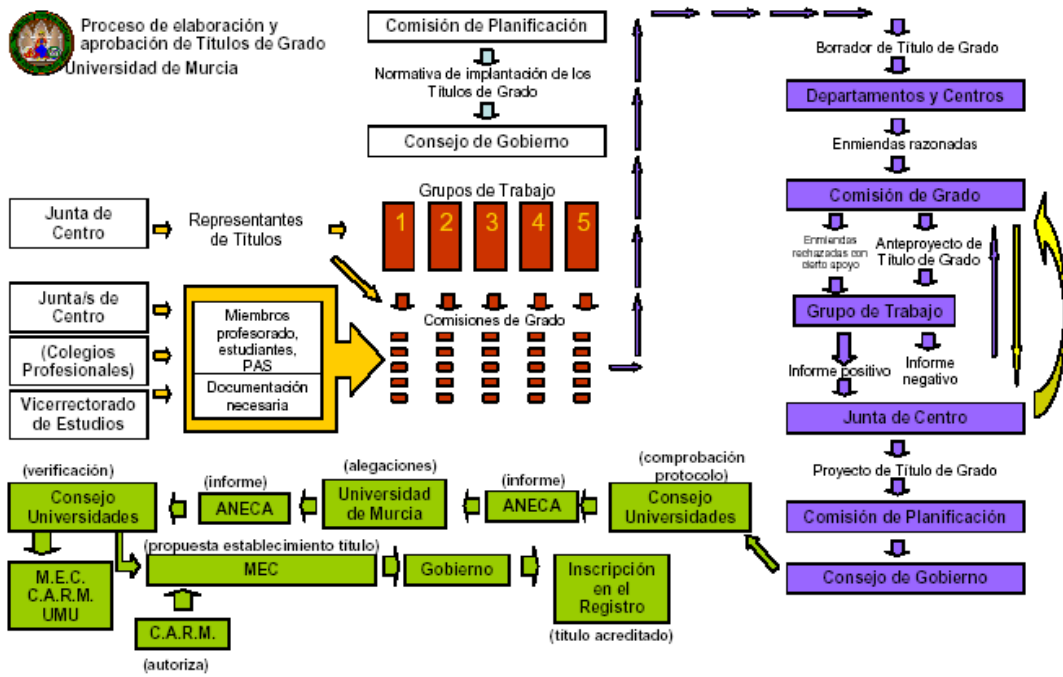 Proceso de elaboración y
aprobación de Títulos de Grado
Universidad de Murcia
Comisión de Planificación
Normativa de implantación de los
Títulos de Grado
Consejo de Gobierno
Grupos de Trabajo
1 2 3 4 5
Junta de
Centro
Representantes
de Títulos
Junta/s de
Centro
(Colegios
Profesionales)
Vicerrectorado
de Estudios
Miembros
profesorado,
estudiantes,
PAS
Documentación
necesaria
Comisiones de Grado
Borrador de Título de Grado
Departamentos y Centros
Enmiendas razonadas
Comisión de Grado
Enmiendas
rechazadas con
cierto apoyo
Anteproyecto de
Título de Grado
Grupo de Trabajo
Informe positivo
Informe
negativo
Junta de Centro
Proyecto de Título de Grado
Comisión de Planificación
Consejo de Gobierno
(comprobación
protocolo)
Consejo
Universidades
(informe)
ANECA
(alegaciones)
Universidad
de Murcia
(informe)
ANECA
(verificación)
Consejo
Universidades
M.E.C.
C.A.R.M.
UMU
(propuesta establecimiento título)
MEC
C.A.R.M.
(autoriza)
Gobierno
Inscripción
en el
Registro
(título acreditado)